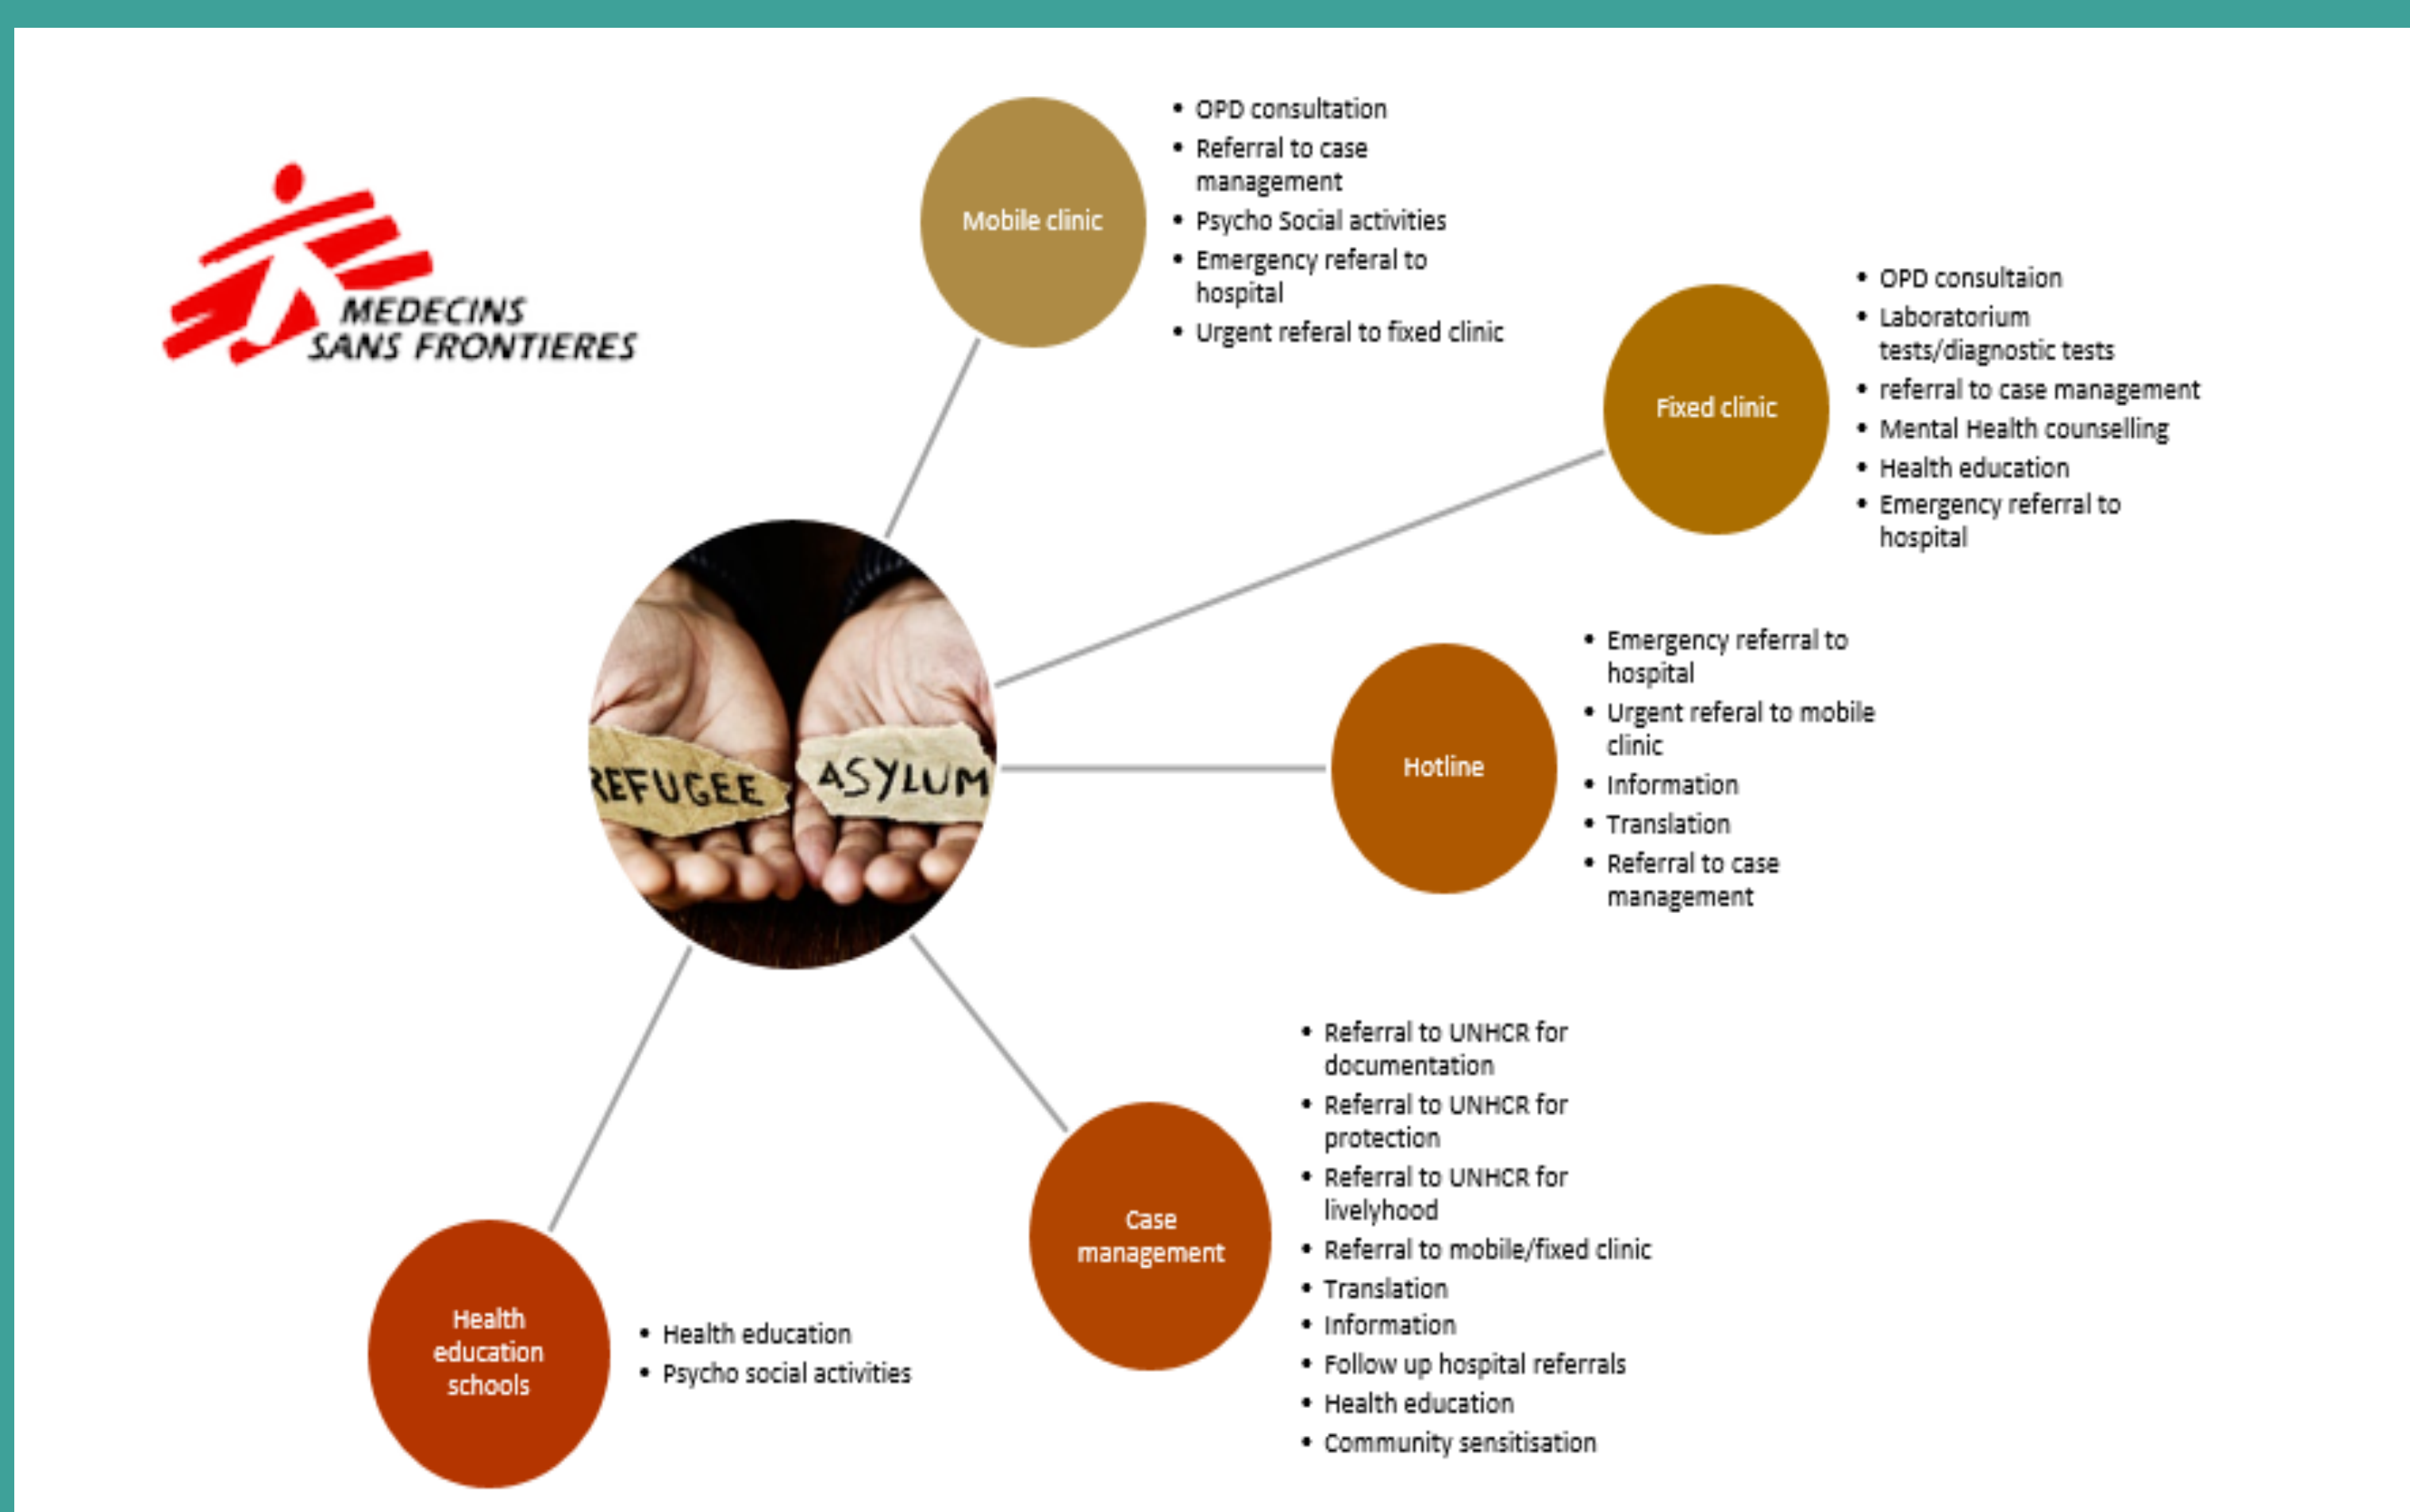 MEDECINS
SANS FRONTIERES
Mobile clinic
• OPD consultation
• Referral to case
management
• Psycho Social activities
• Emergency referal to
hospital
• Urgent referal to fixed clinic
Fixed clinic
• OPD consultaion
• Laboratorium
tests/diagnostic tests
• referral to case management
• Mental Health counselling
• Health education
• Emergency referral to
hospital
REFUGEE
ASYLUM
Hotline
• Emergency referral to
hospital
• Urgent referal to mobile
clinic
• Information
• Translation
• Referral to case
management
Case
management
• Referral to UNHCR for
documentation
• Referral to UNHCR for
protection
• Referral to UNHCR for
livelyhood
• Referral to mobile/fixed clinic
• Translation
• Information
• Follow up hospital referrals
• Health education
• Community sensitisation
Health
education
schools
• Health education
• Psycho social activities